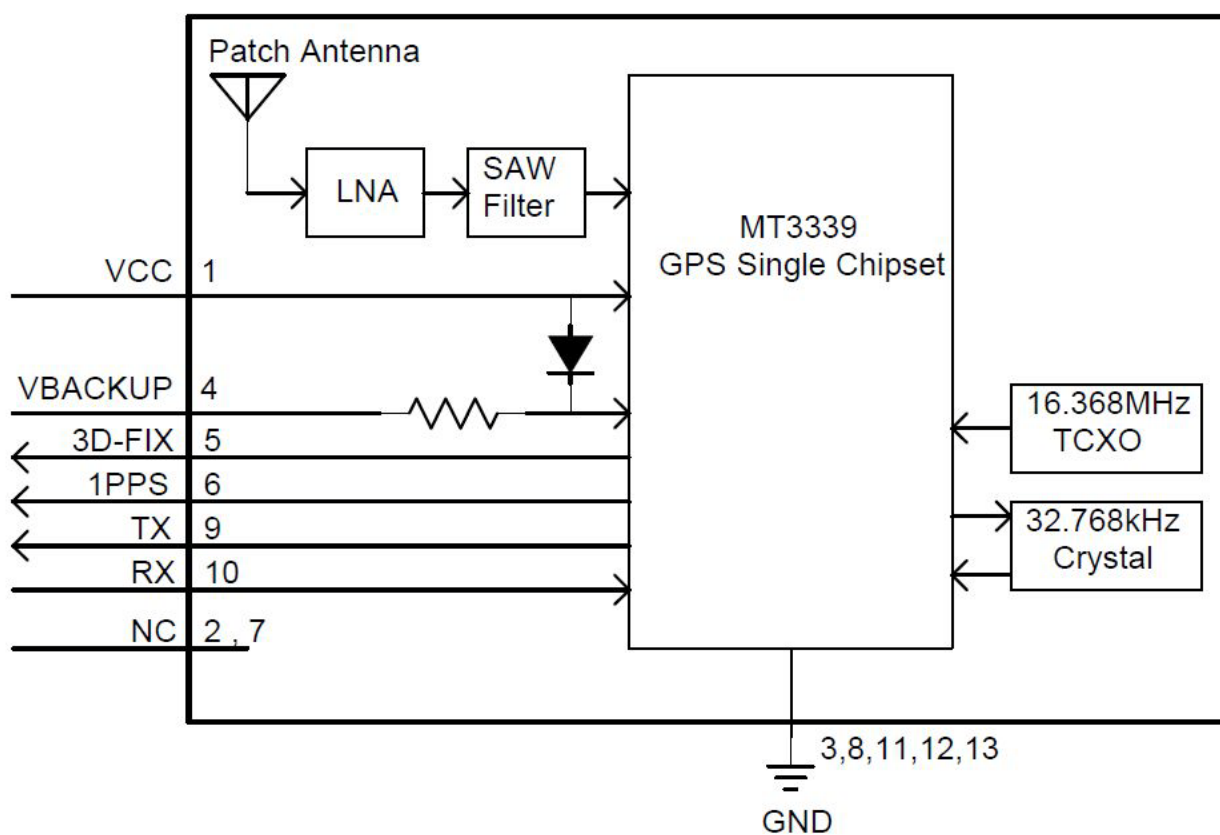 Patch Antenna
LNA
SAW
Filter
MT3339
GPS Single Chipset
VCC 1
VBACKUP 4
3D-FIX 5
1PPS 6
TX 9
RX 10
NC 2 , 7
16.368MHz
TCXO
32.768kHz
Crystal
3,8,11,12,13
GND